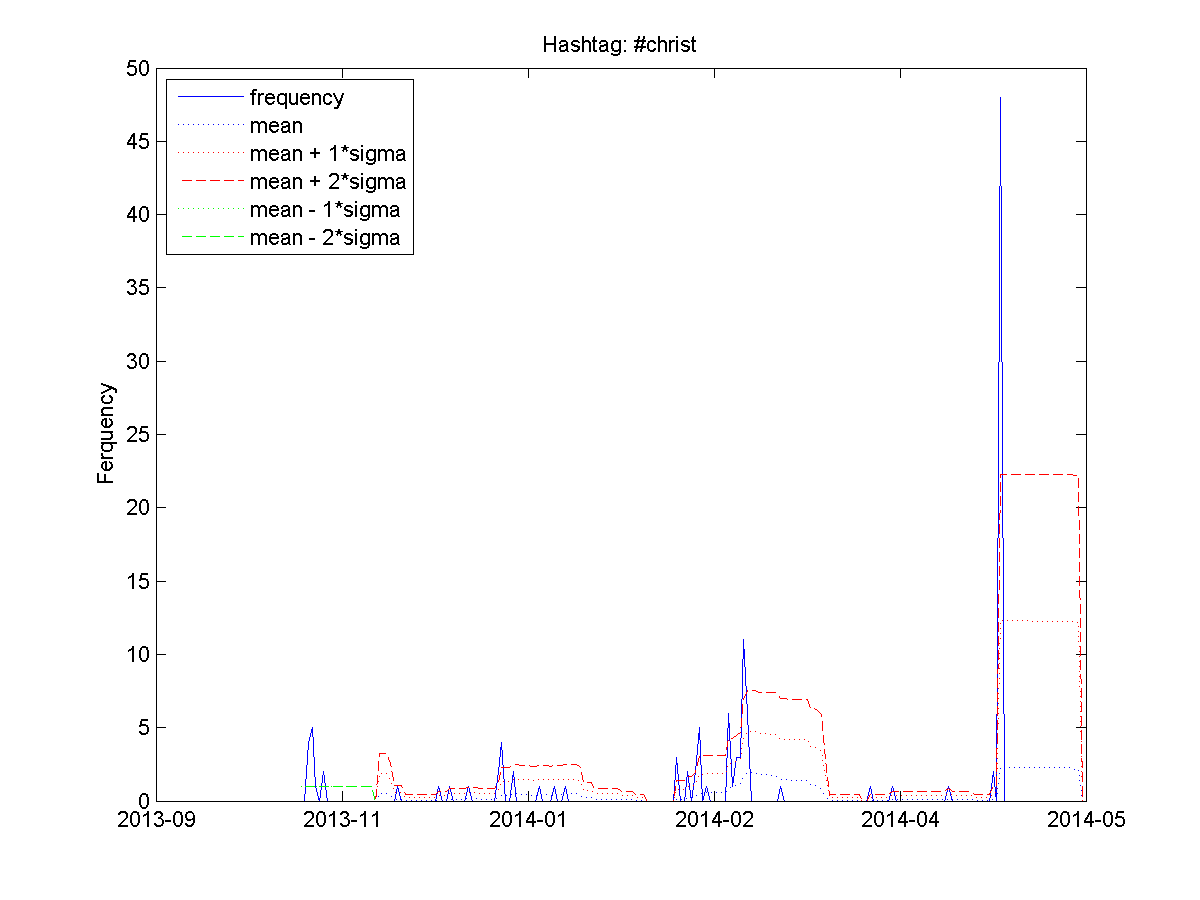 Hashtag: #christ
50
45
40
35
30
25
20
15
10
5
0
Ferquency
frequency
mean
mean + 1*sigma
mean + 2*sigma
mean - 1*sigma
mean - 2*sigma
2013-09 2013-11 2014-01 2014-02 2014-04 2014-05